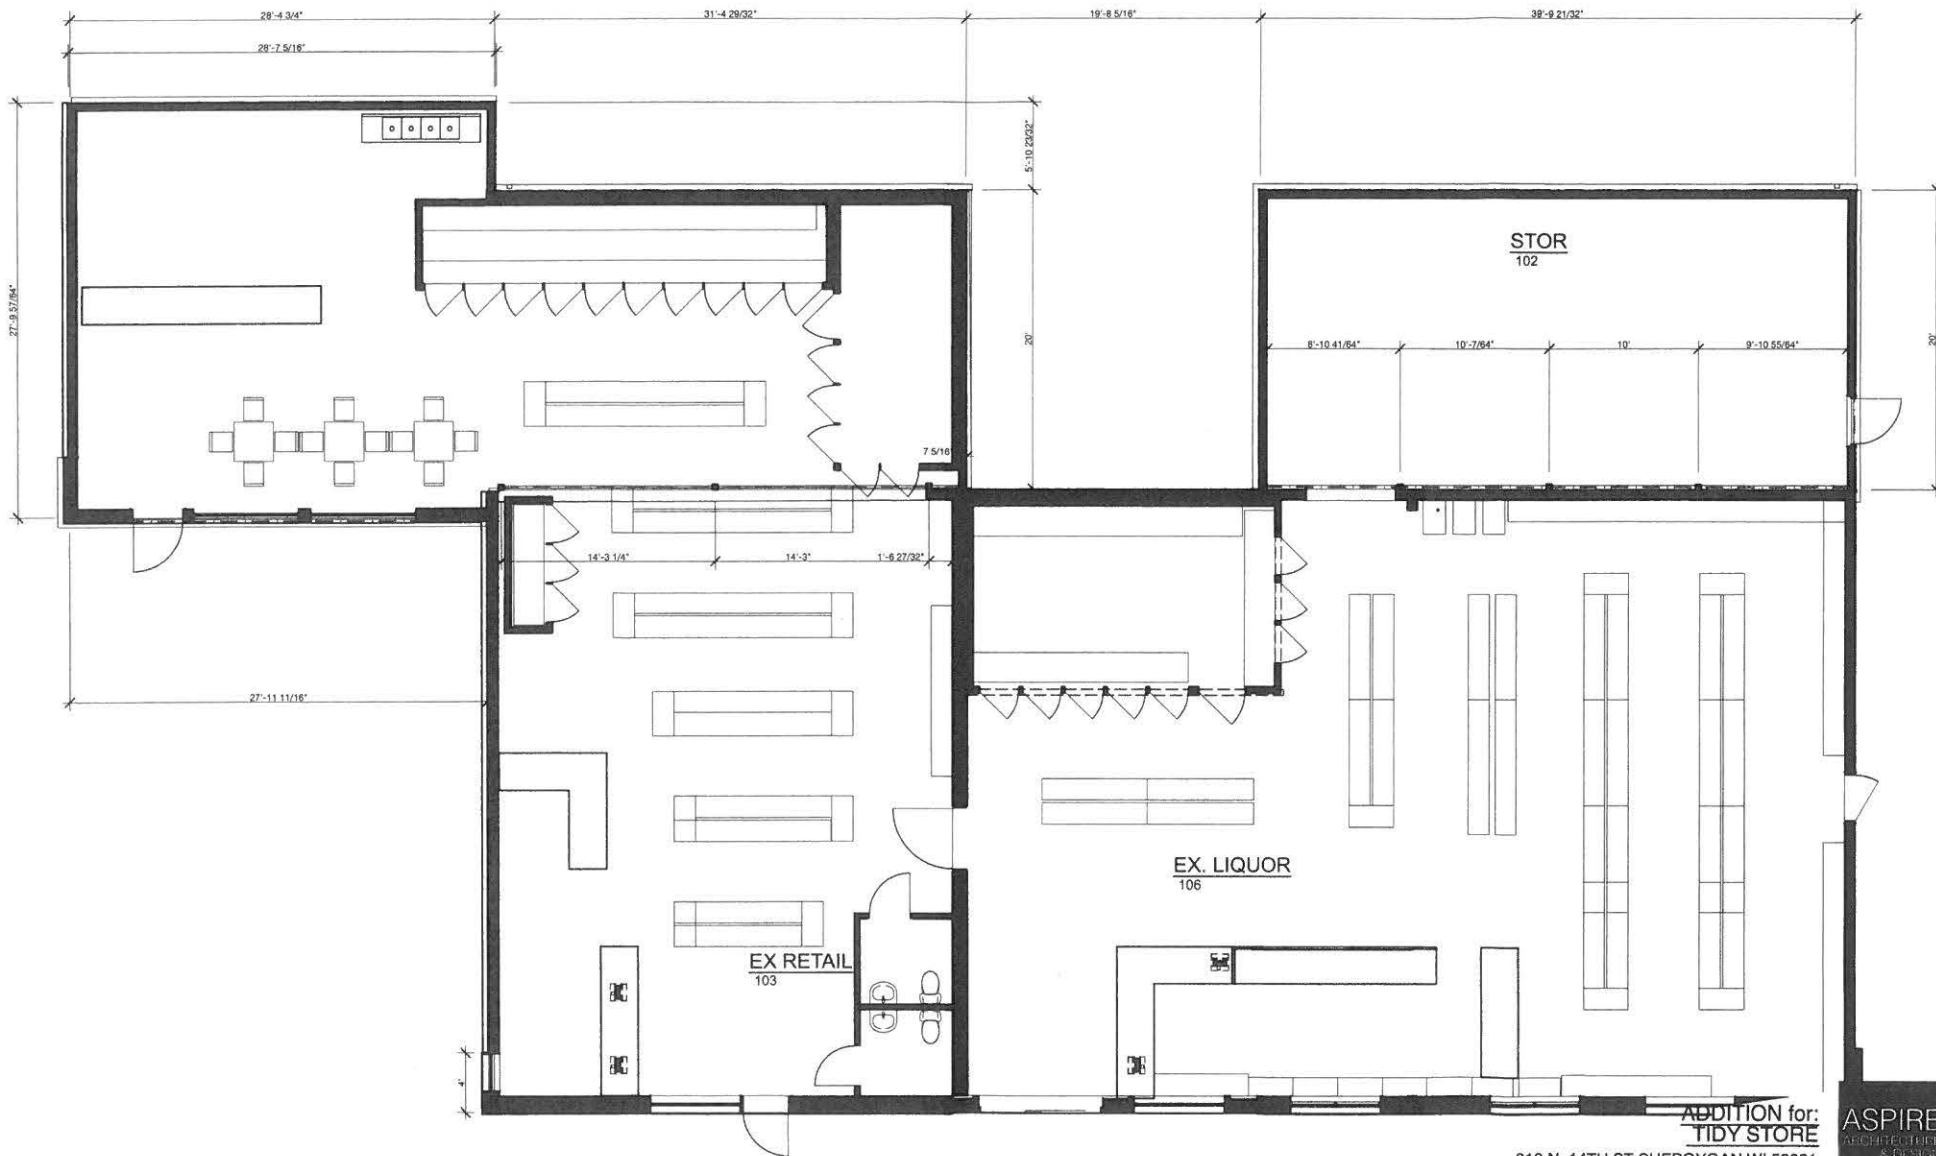 28'-4 3/4"
31'-4 29/32"
19'-8 5/16"
39'-9 21/32"
28'-7 5/16"
5'-10 23/32"
27'-9 57/64"
20'
20'
STOR
102
8'-10 41/64"
10'-7/64"
10'
9'-10 55/64"
7 5/16"
14'-3 1/4"
14'-3"
1'-6 27/32"
27'-11 11/16"
EX. LIQUOR
106
EX RETAIL
103
4'
ADDITION for:
TIDY STORE
ASPIRE
ARCHITECTURE
& DESIGN